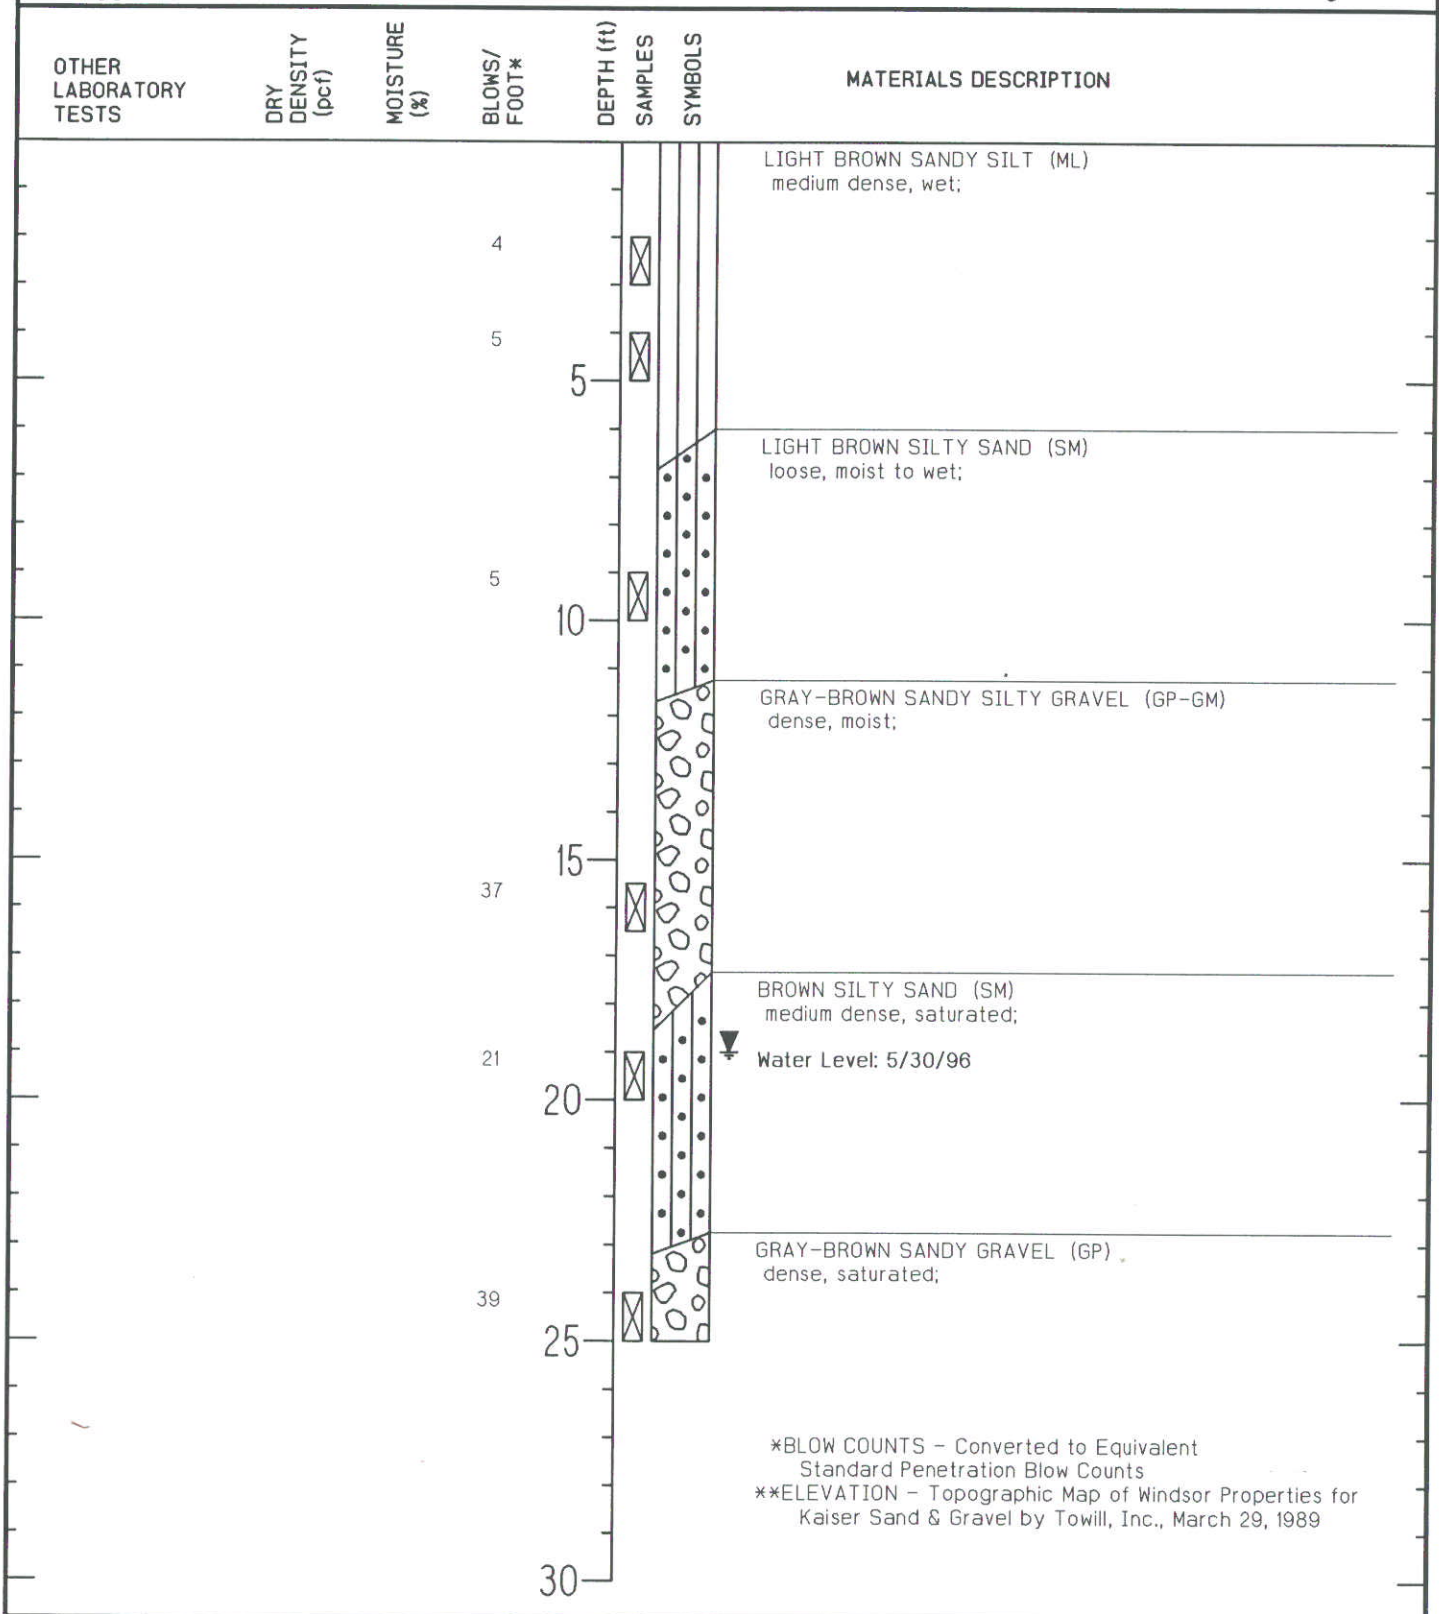 OTHER
LABORATORY
TESTS
DRY
DENSITY
(pcf)
MOISTURE
(%)
BLOWS/
FOOT*
DEPTH (ft)
SAMPLES
SYMBOLS
MATERIALS DESCRIPTION
LIGHT BROWN SANDY SILT (ML)
medium dense, wet;
4
5
5
LIGHT BROWN SILTY SAND (SM)
loose, moist to wet;
5
10
GRAY-BROWN SANDY SILTY GRAVEL (GP-GM)
dense, moist;
15
37
BROWN SILTY SAND (SM)
medium dense, saturated;
Water Level: 5/30/96
21
20
GRAY-BROWN SANDY GRAVEL (GP)
dense, saturated;
39
25
*BLOW COUNTS - Converted to Equivalent
Standard Penetration Blow Counts
**ELEVATION - Topographic Map of Windsor Properties for
Kaiser Sand & Gravel by Towill, Inc., March 29, 1989
30